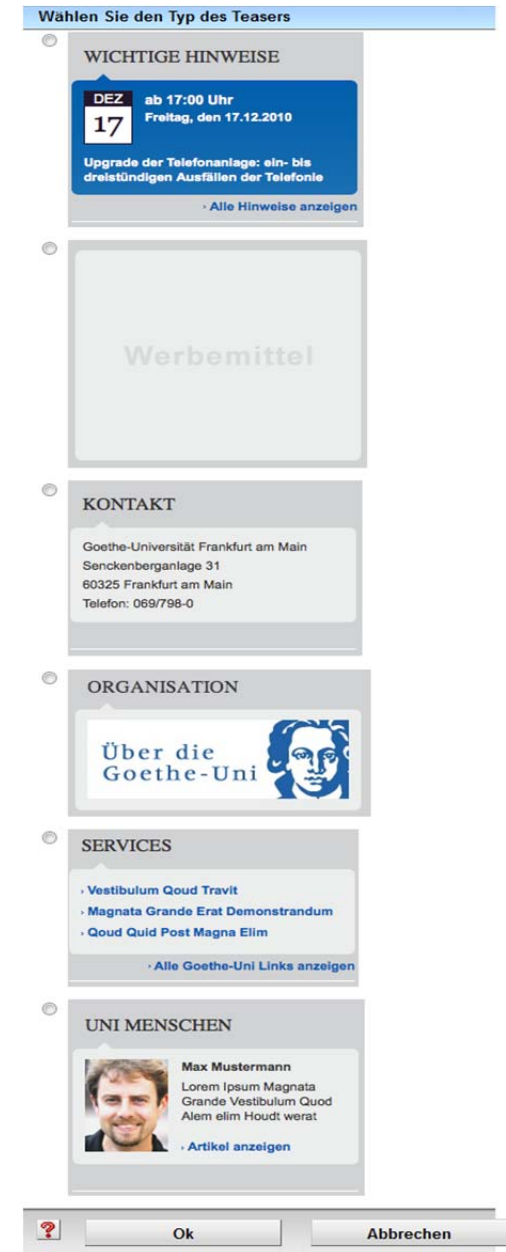 Wählen Sie den Typ des Teasers
WICHTIGE HINWEISE
DEZ
17
ab 17:00 Uhr
Freitag, den 17.12.2010
Upgrade der Telefonanlage: ein- bis
dreistündigen Ausfällen der Telefonie
› Alle Hinweise anzeigen
Werbemittel
KONTAKT
Goethe-Universität Frankfurt am Main
Senckenberganlage 31
60325 Frankfurt am Main
Telefon: 069/798-0
ORGANISATION
Über die
Goethe-Uni
SERVICES
› Vestibulum Qoud Travit
› Magnata Grande Erat Demonstrandum
› Qoud Quid Post Magna Elim
› Alle Goethe-Uni Links anzeigen
UNI MENSCHEN
Max Mustermann
Lorem Ipsum Magnata
Grande Vestibulum Quod
Alem elim Houdt werat
› Artikel anzeigen
?
Ok
Abbrechen